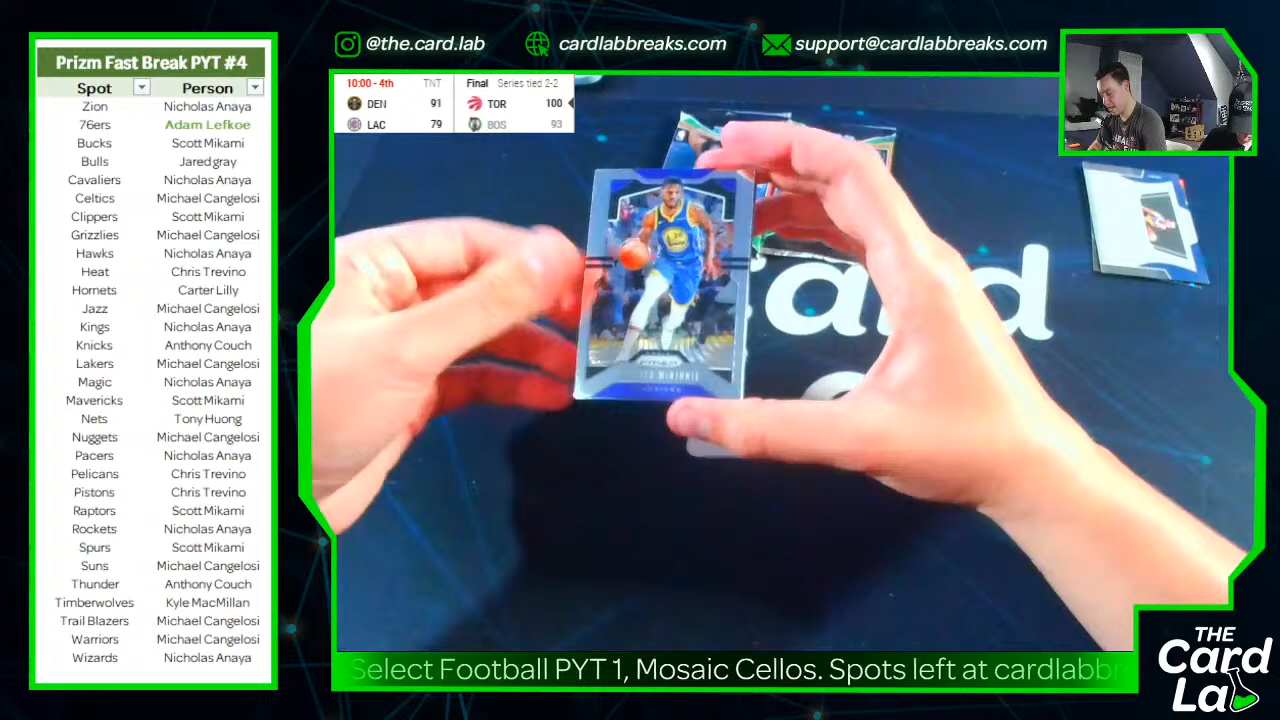 @the.card.lab
cardlabbreaks.com
support@cardlabbreaks.com
Prizm Fast Break PYT #4
Spot Person
Zion Nicholas Anaya
76ers Adam Lefkoe
Bucks Scott Mikami
Bulls Jared gray
Cavaliers Nicholas Anaya
Celtics Michael Cangelosi
Clippers Scott Mikami
Grizzlies Michael Cangelosi
Hawks Nicholas Anaya
Heat Chris Trevino
Hornets Carter Lilly
Jazz Michael Cangelosi
Kings Nicholas Anaya
Knicks Anthony Couch
Lakers Michael Cangelosi
Magic Nicholas Anaya
Mavericks Scott Mikami
Nets Tony Huong
Nuggets Michael Cangelosi
Pacers Nicholas Anaya
Pelicans Chris Trevino
Pistons Chris Trevino
Raptors Scott Mikami
Rockets Nicholas Anaya
Spurs Scott Mikami
Suns Michael Cangelosi
Thunder Anthony Couch
Timberwolves Kyle MacMillan
Trail Blazers Michael Cangelosi
Warriors Michael Cangelosi
Wizards Nicholas Anaya
10:00 - 4th TNT
DEN 91
LAC 79
Final Series tied 2-2
TOR 100
BOS 93
PRIZM
Card
Select Football PYT 1, Mosaic Cellos. Spots left at cardlabb
THE
Card
Lab